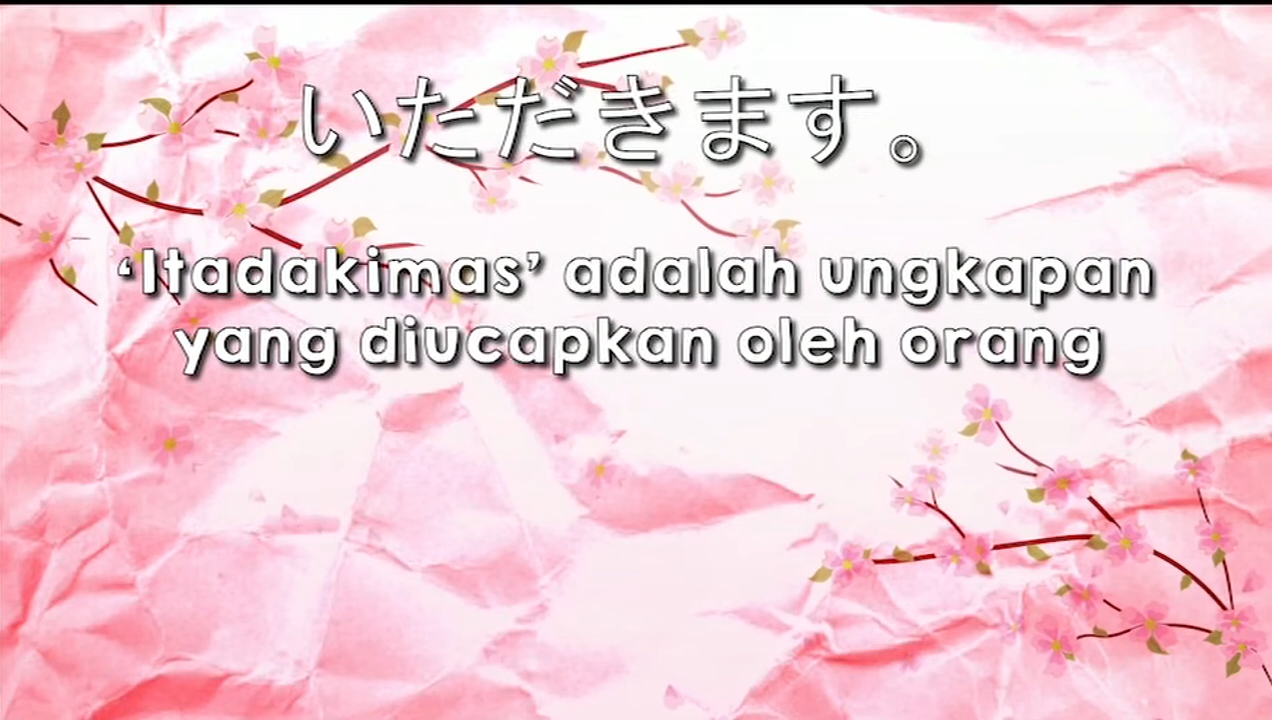 いただきます。
‘Itadakimas’ adalah ungkapan
yang diucapkan oleh orang